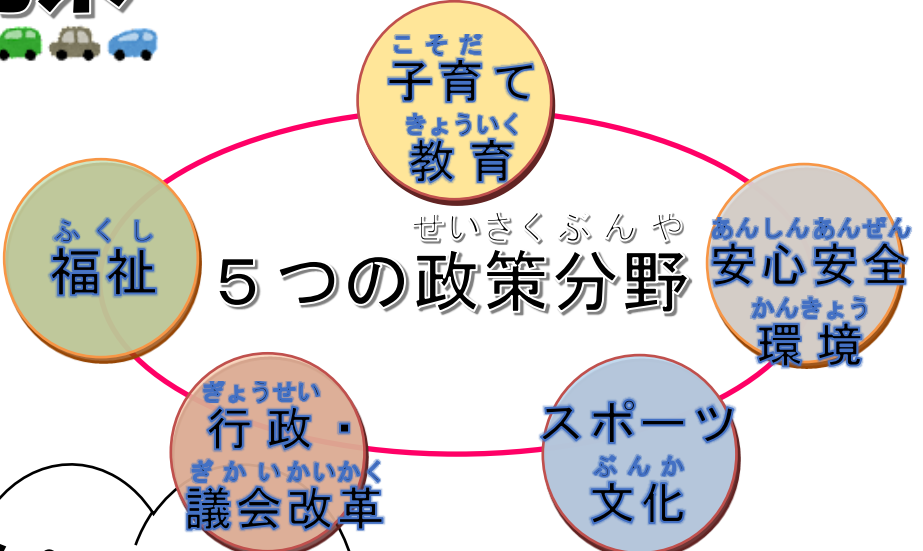 こそだ
子育て
きょういく
教育
ふくし
福祉
せいさくぶんや
5つの政策分野
あんしんあんぜん
安心安全
かんきょう
環境
ぎょうせい
行政・
ぎかいかいかく
議会改革
スポーツ
ぶんか
文化